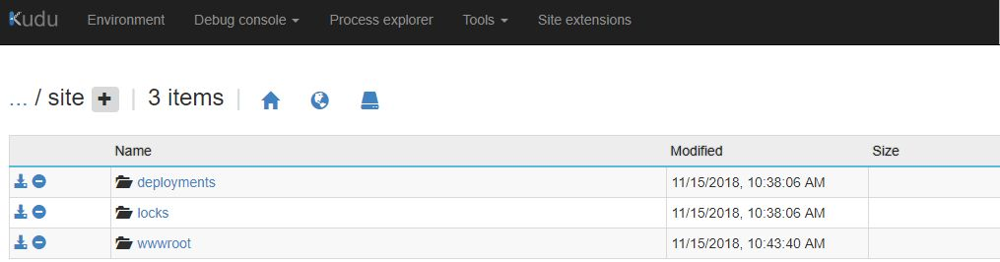 Kudu Environment Debug console Process explorer Tools Site extensions
... / site + | 3 items |
Name Modified Size
deployments 11/15/2018, 10:38:06 AM
locks 11/15/2018, 10:38:06 AM
wwwroot 11/15/2018, 10:43:40 AM